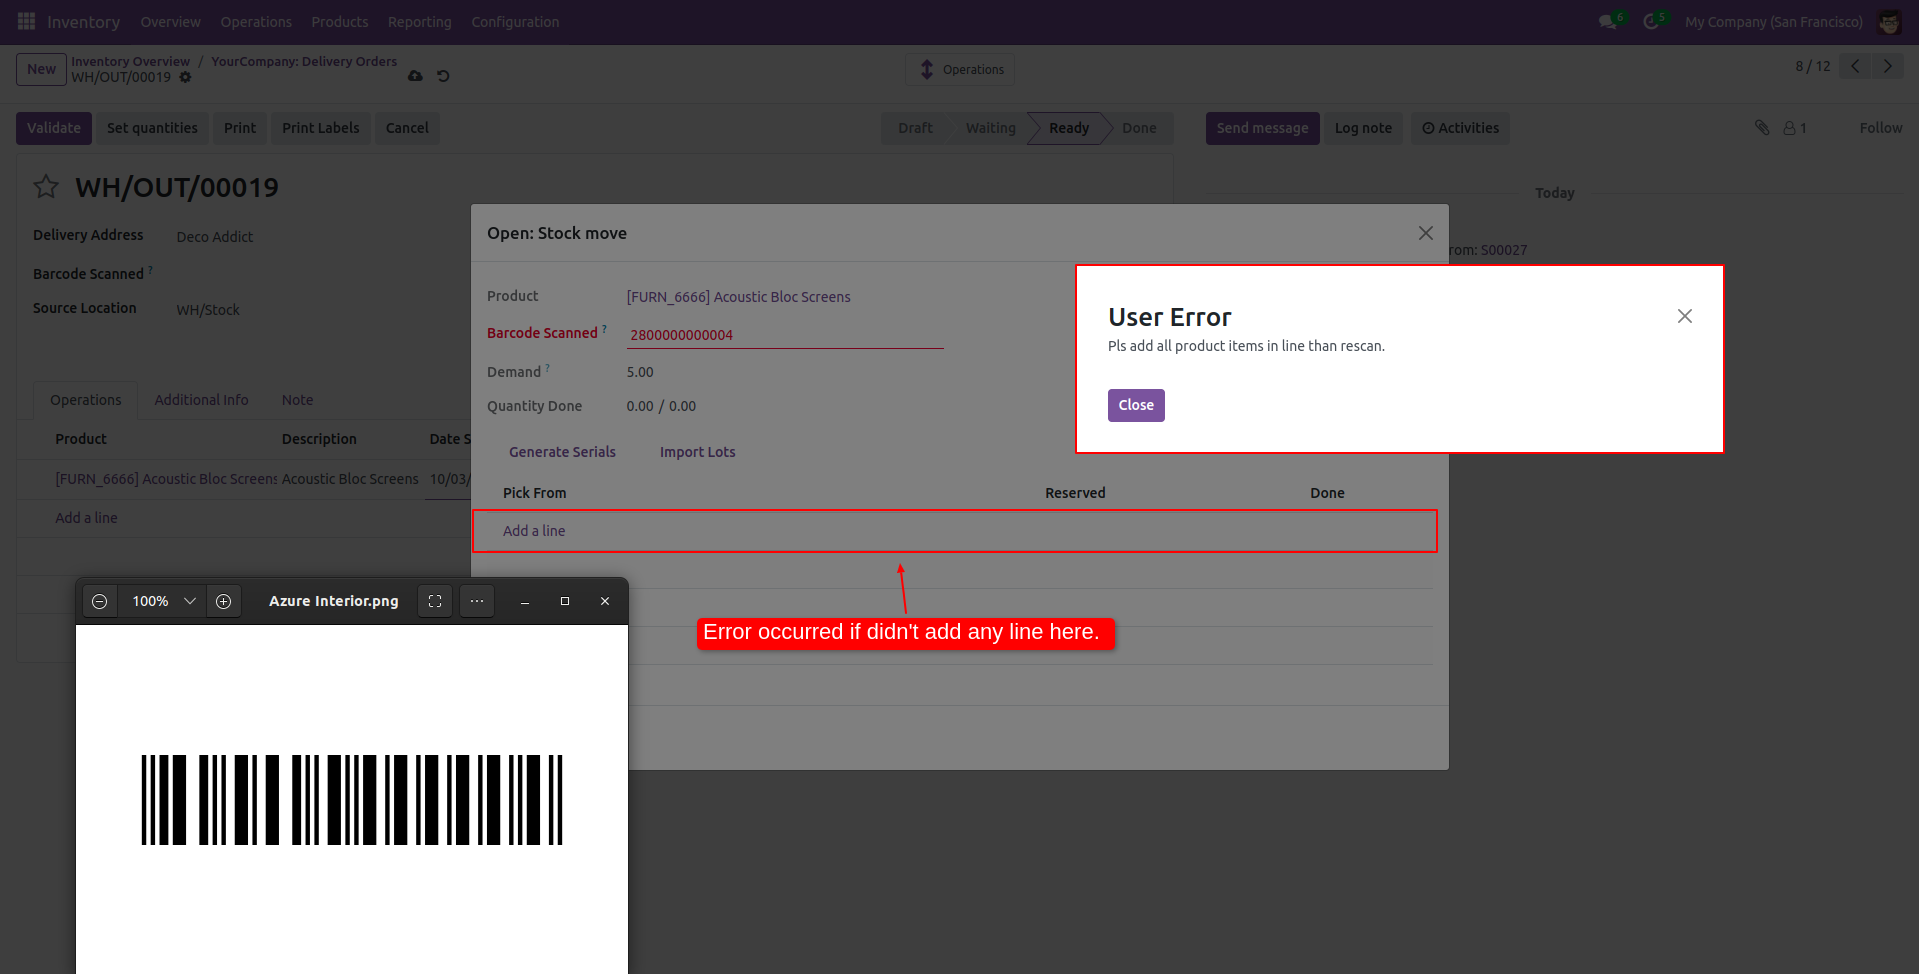 Inventory Overview Operations Products Reporting Configuration 6 5 My Company (San Francisco)
New Inventory Overview / YourCompany: Delivery Orders
WH/OUT/00019
Operations
8 / 12
Validate Set quantities Print Print Labels Cancel Draft Waiting Ready Done Send message Log note Activities 1 Follow
WH/OUT/00019
Today
Delivery Address Deco Addict
Barcode Scanned ?
Source Location WH/Stock
rom: S00027
Operations Additional Info Note
Product Description Date S
[FURN_6666] Acoustic Bloc Screens Acoustic Bloc Screens 10/03/
Add a line
Open: Stock move
Product [FURN_6666] Acoustic Bloc Screens
Barcode Scanned ? 2800000000004
Demand ? 5.00
Quantity Done 0.00 / 0.00
Generate Serials Import Lots
Pick From Reserved Done
Add a line
User Error
Pls add all product items in line than rescan.
Close
Error occurred if didn't add any line here.
100% Azure Interior.png